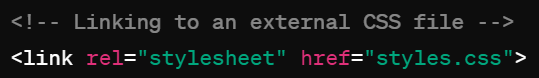 <!-- Linking to an external CSS file -->
<link rel="stylesheet" href="styles.css">